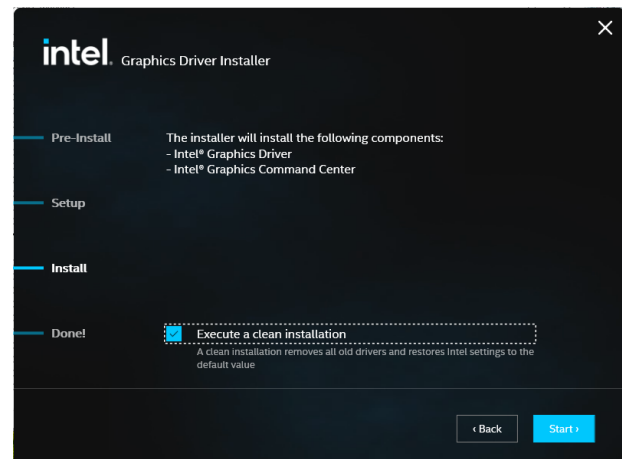 intel. Graphics Driver Installer
Pre-Install
The installer will install the following components:
- Intel® Graphics Driver
- Intel® Graphics Command Center
Setup
Install
Done!
Execute a clean installation
A clean installation removes all old drivers and restores Intel settings to the
default value
‹ Back
Start ›